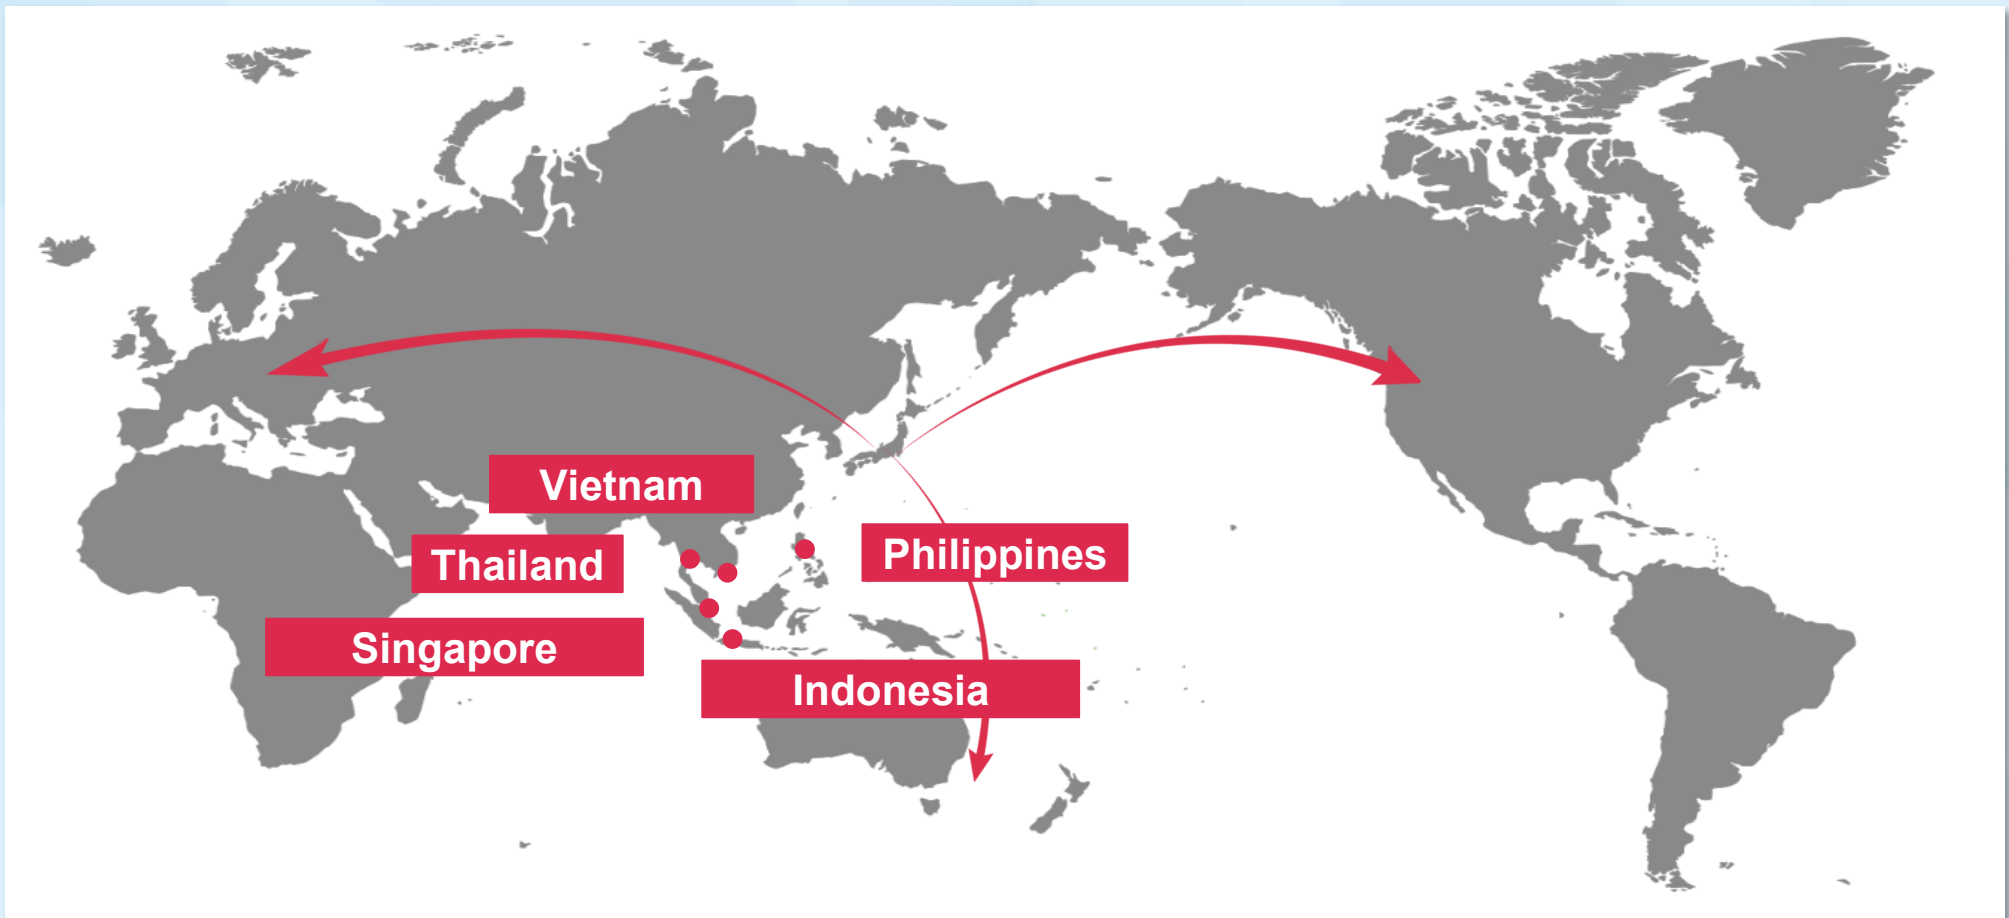 Vietnam
Philippines
Thailand
Singapore
Indonesia